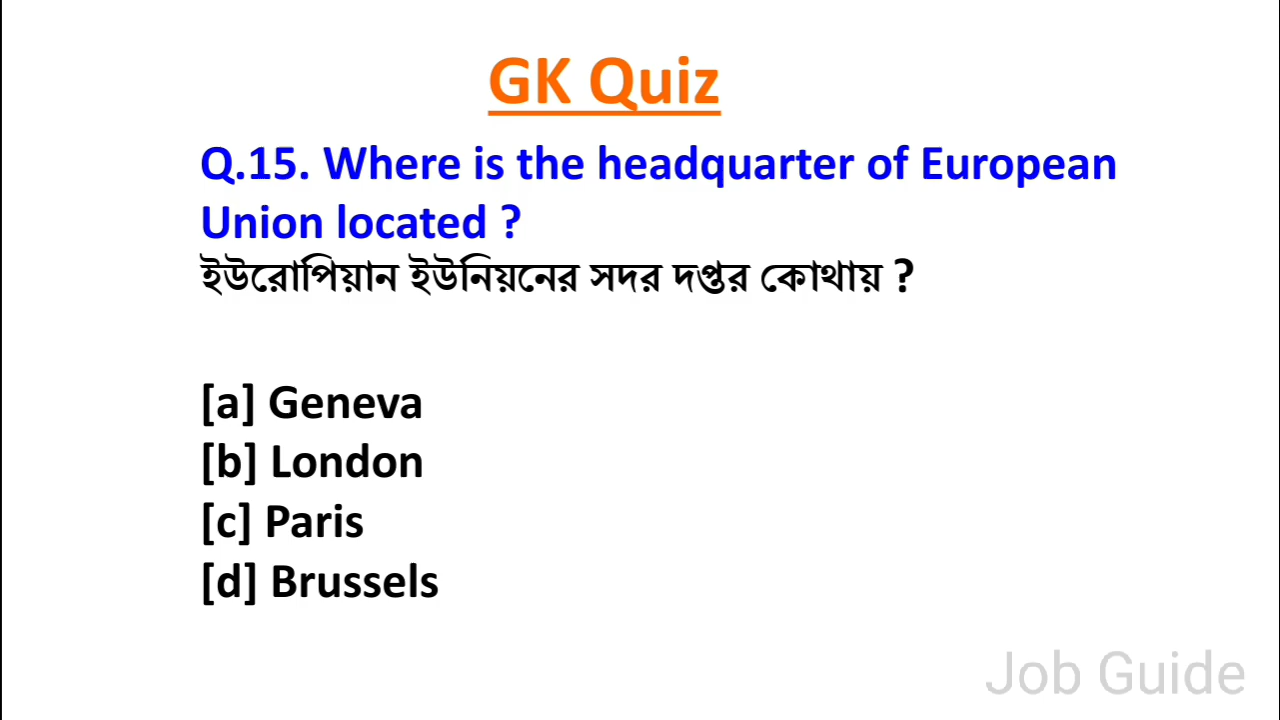 GK Quiz
Q.15. Where is the headquarter of European
Union located ?
ইউরোপিয়ান ইউনিয়নের সদর দপ্তর কোথায় ?
[a] Geneva
[b] London
[c] Paris
[d] Brussels
Job Guide